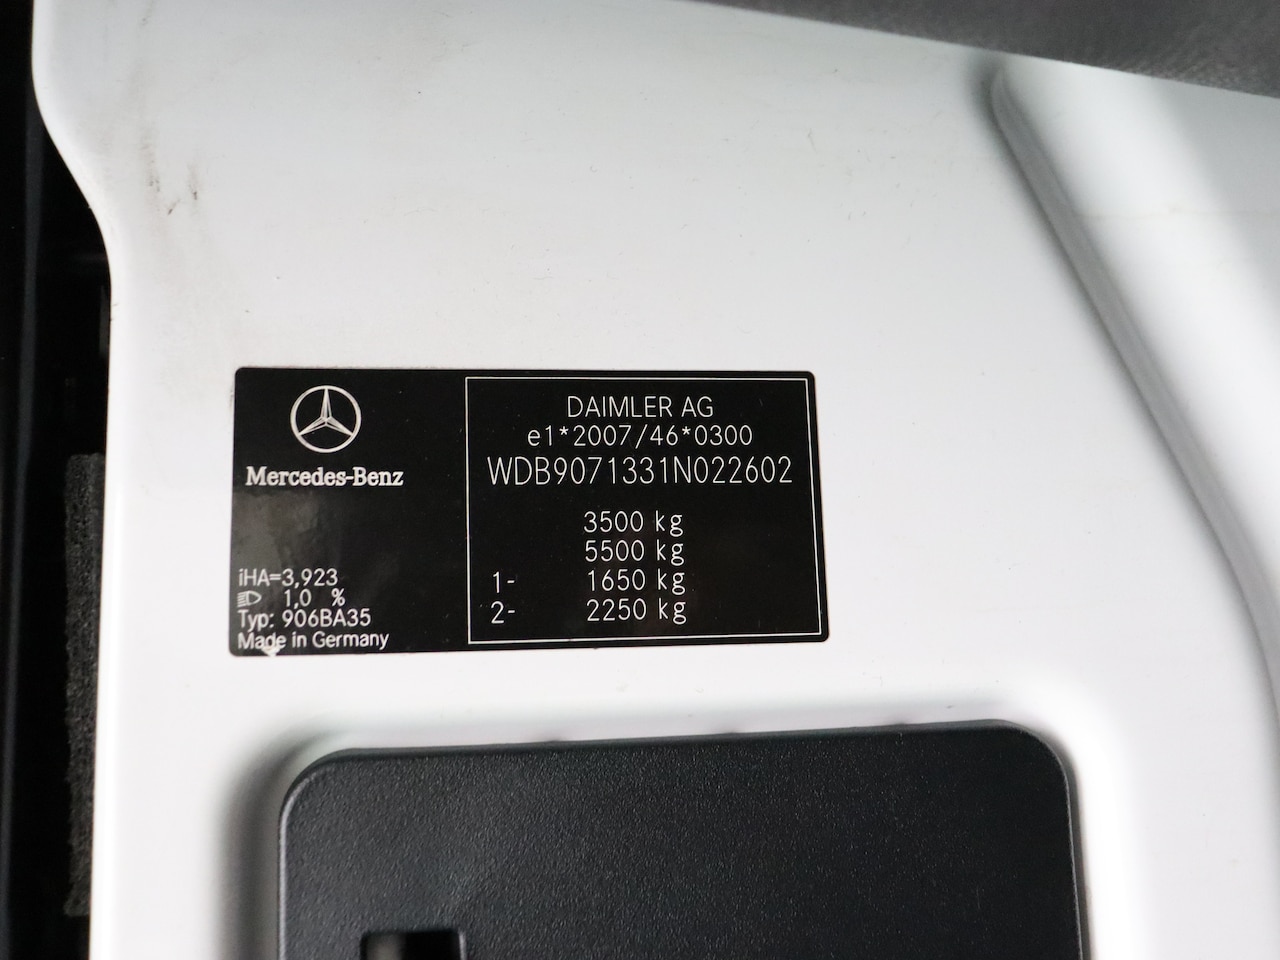 Mercedes-Benz
iHA=3,923
1,0 %
Typ: 906BA35
Made in Germany
DAIMLER AG
e1*2007/46*0300
WDB9071331N022602
3500 kg
5500 kg
1- 1650 kg
2- 2250 kg